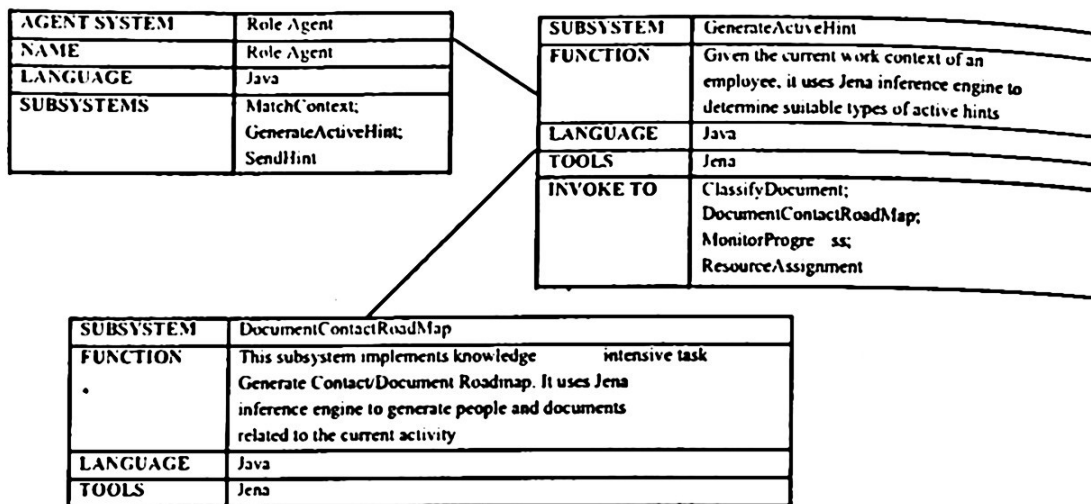 AGENT SYSTEM Role Agent
NAME Role Agent
LANGUAGE Java
SUBSYSTEMS MatchContext;
GenerateActiveHint;
SendHint
SUBSYSTEM GenerateActiveHint
FUNCTION Given the current work context of an
employee, it uses Jena inference engine to
determine suitable types of active hints
LANGUAGE Java
TOOLS Jena
INVOKE TO ClassifyDocument;
DocumentContactRoadMap;
MonitorProgre ss;
ResourceAssignment
SUBSYSTEM DocumentContactRoadMap
FUNCTION This subsystem implements knowledge intensive task
Generate Contact/Document Roadmap. It uses Jena
inference engine to generate people and documents
related to the current activity
LANGUAGE Java
TOOLS Jena